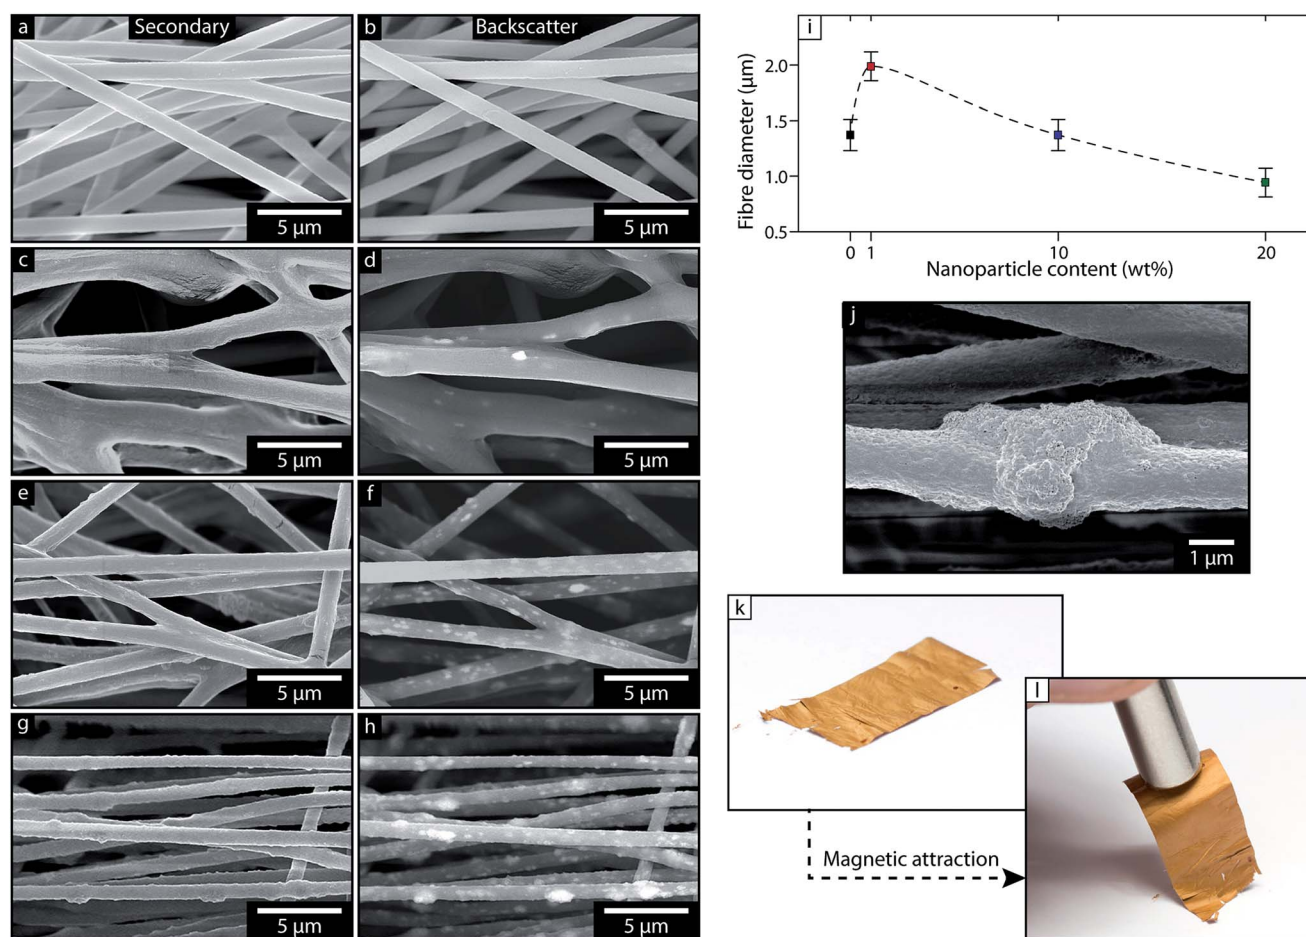 a
Secondary
5 µm
b
Backscatter
5 µm
c
5 µm
d
5 µm
e
5 µm
f
5 µm
g
5 µm
h
5 µm
i
Fibre diameter (µm)
2.0
1.5
1.0
0.5
0 1 10 20
Nanoparticle content (wt%)
j
1 µm
k
l
Magnetic attraction